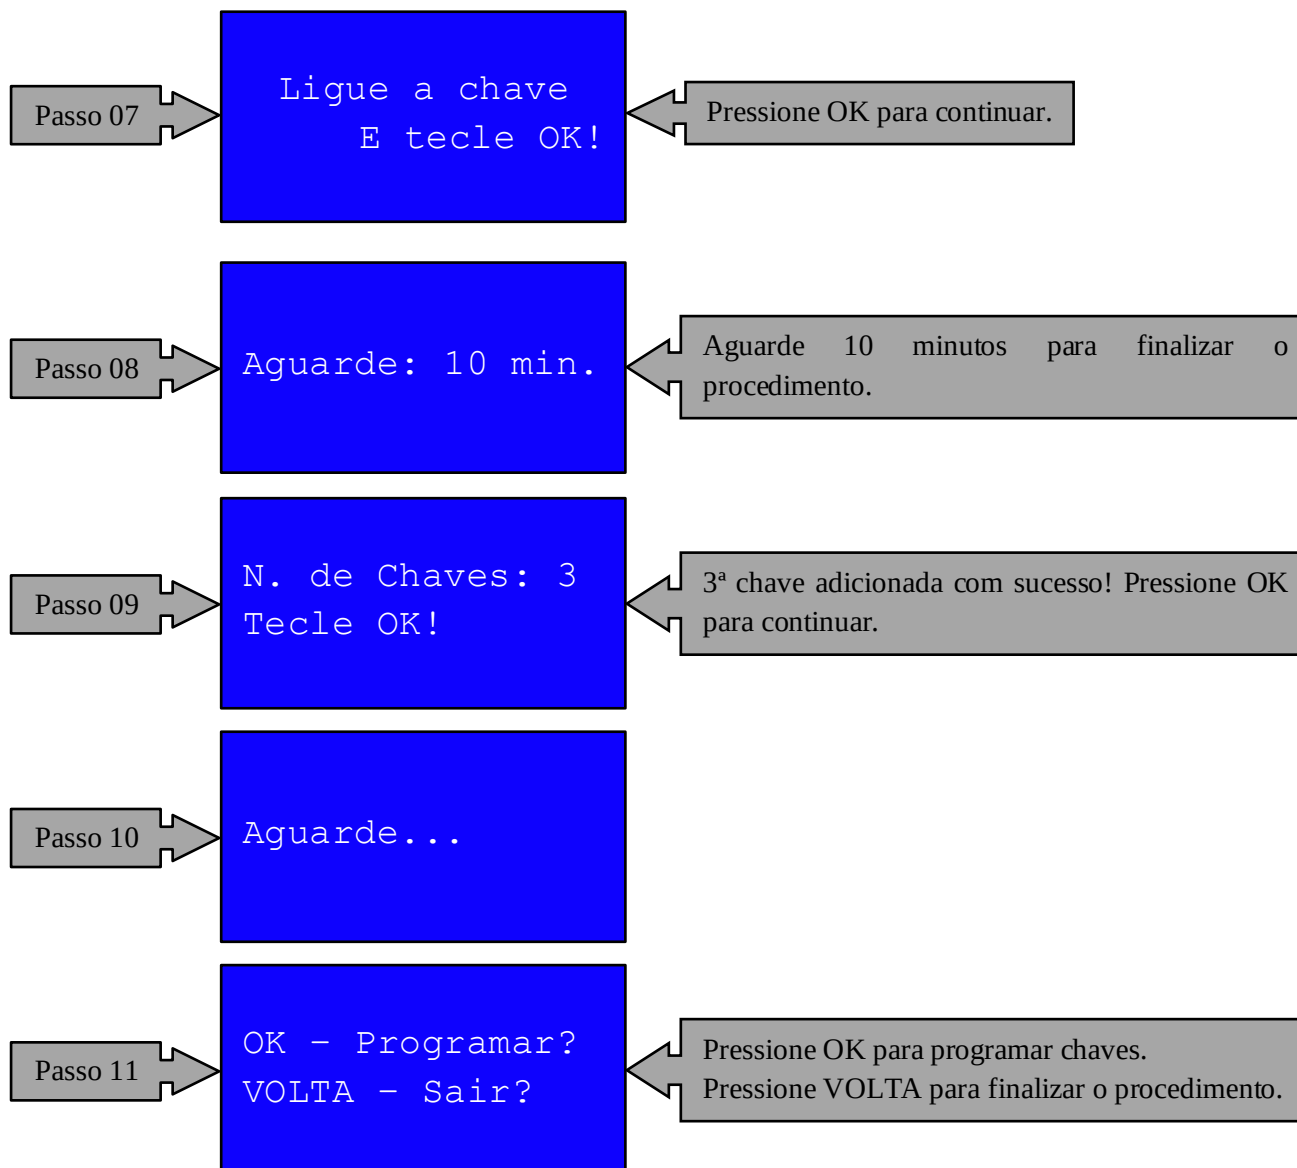 Passo 07
Ligue a chave
E tecle OK!
Pressione OK para continuar.
Passo 08
Aguarde: 10 min.
Aguarde 10 minutos para finalizar o
procedimento.
Passo 09
N. de Chaves: 3
Tecle OK!
3ª chave adicionada com sucesso! Pressione OK
para continuar.
Passo 10
Aguarde...
Passo 11
OK – Programar?
VOLTA – Sair?
Pressione OK para programar chaves.
Pressione VOLTA para finalizar o procedimento.